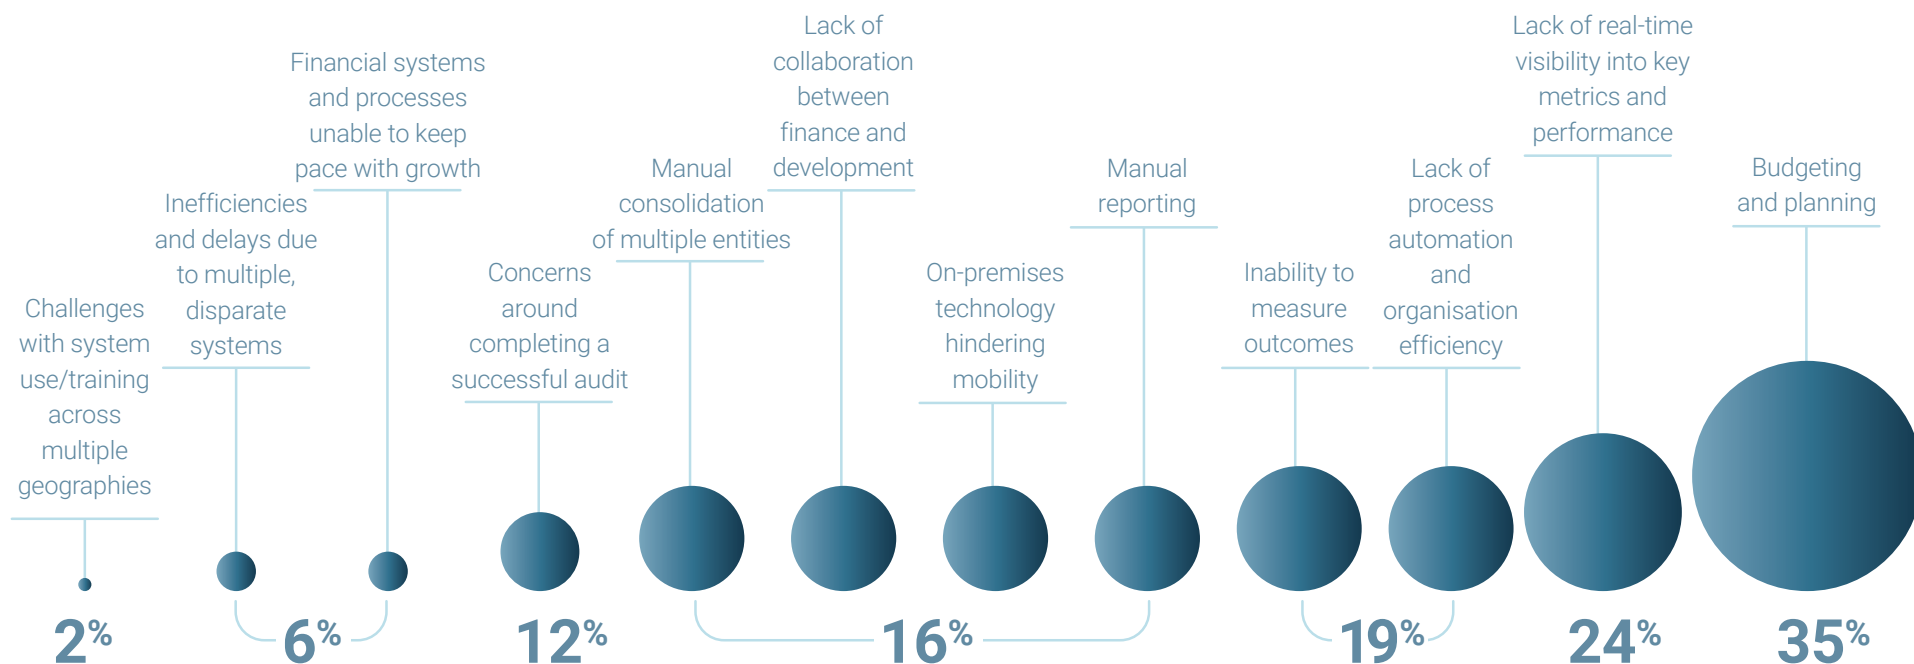 Challenges
with system
use/training
across
multiple
geographies
2%
Inefficiencies
and delays due
to multiple,
disparate
systems
Financial systems
and processes
unable to keep
pace with growth
6%
Concerns
around
completing a
successful audit
12%
Manual
consolidation
of multiple entities
Lack of
collaboration
between
finance and
development
On-premises
technology
hindering
mobility
Manual
reporting
16%
Inability to
measure
outcomes
Lack of
process
automation
and
organisation
efficiency
19%
Lack of real-time
visibility into key
metrics and
performance
24%
Budgeting
and planning
35%